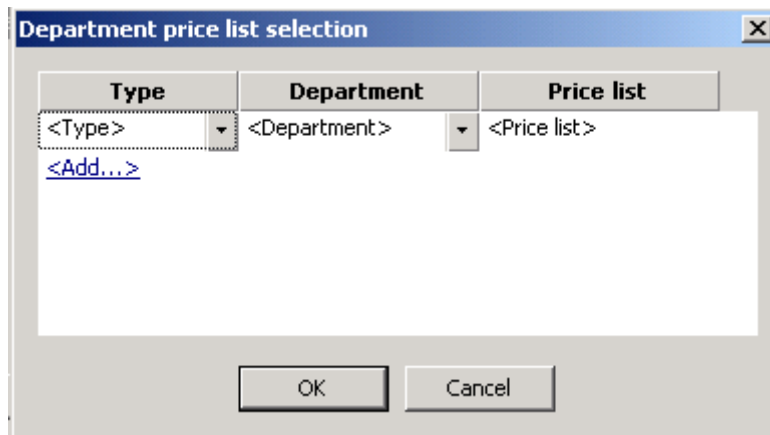 Department price list selection
Type Department Price list
<Type> <Department> <Price list>
<Add...>
OK Cancel